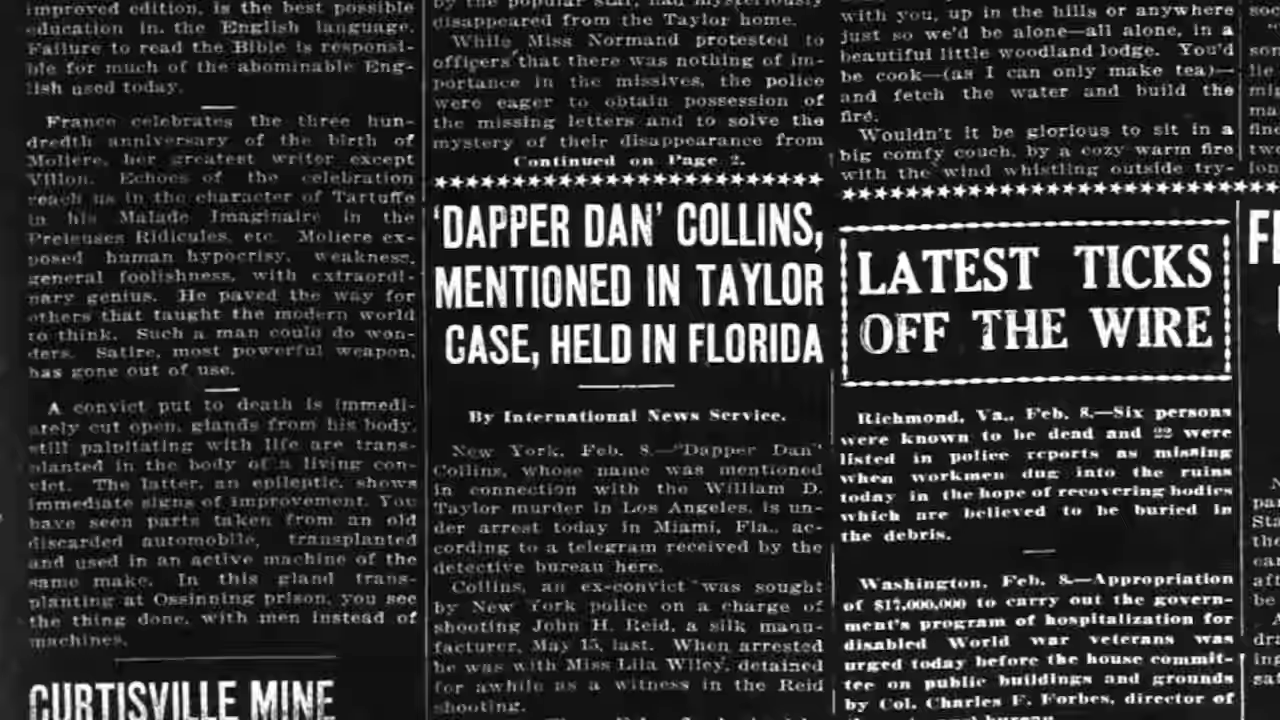 improved edition, is the best possible
education in the English language.
Failure to read the Bible is responsi-
ble for much of the abominable Eng-
lish used today.
France celebrates the three hun-
dredth anniversary of the birth of
Moliere, her greatest writer except
Villon. Echoes of the celebration
reach us in the character of Tartuffe
in his Malade Imaginaire in the
Preieuses Ridicules, etc. Moliere ex-
posed human hypocrisy, weakness,
general foolishness, with extraordi-
nary genius. He paved the way for
others that taught the modern world
to think. Such a man could do won-
ders. Satire, most powerful weapon,
has gone out of use.
A convict put to death is immedi-
ately cut open, glands from his body,
still palpitating with life are trans-
planted in the body of a living con-
vict. The latter, an epileptic, shows
immediate signs of improvement. You
have seen parts taken from an old
discarded automobile, transplanted
and used in an active machine of the
same make. In this gland trans-
planting at Ossinning prison, you see
the thing done, with men instead of
machines.
CURTISVILLE MINE
by the popular star, had mysteriously
disappeared from the Taylor home.
While Miss Normand protested to
officers that there was nothing of im-
portance in the missives, the police
were eager to obtain possession of
the missing letters and to solve the
mystery of their disappearance from
Continued on Page 2.
'DAPPER DAN' COLLINS,
MENTIONED IN TAYLOR
CASE, HELD IN FLORIDA
By International News Service.
New York, Feb. 8.—"Dapper Dan"
Collins, whose name was mentioned
in connection with the William D.
Taylor murder in Los Angeles, is un-
der arrest today in Miami, Fla., ac-
cording to a telegram received by the
detective bureau here.
Collins, an ex-convict was sought
by New York police on a charge of
shooting John H. Reid, a silk manu-
facturer, May 15, last. When arrested
he was with Miss Lila Wiley, detained
for awhile as a witness in the Reid
shooting.
with you, up in the hills or anywhere
just so we'd be alone—all alone, in a
beautiful little woodland lodge. You'd
be cook—(as I can only make tea)—
and fetch the water and build the
fire.
Wouldn't it be glorious to sit in a
big comfy couch, by a cozy warm fire
with the wind whistling outside try-
LATEST TICKS
OFF THE WIRE
Richmond, Va., Feb. 8.—Six persons
were known to be dead and 22 were
listed in police reports as missing
when workmen dug into the ruins
today in the hope of recovering bodies
which are believed to be buried in
the debris.
Washington, Feb. 8.—Appropriation
of $17,000,000 to carry out the govern-
ment's program of hospitalization for
disabled World war veterans was
urged today before the house commit-
tee on public buildings and grounds
by Col. Charles F. Forbes, director of